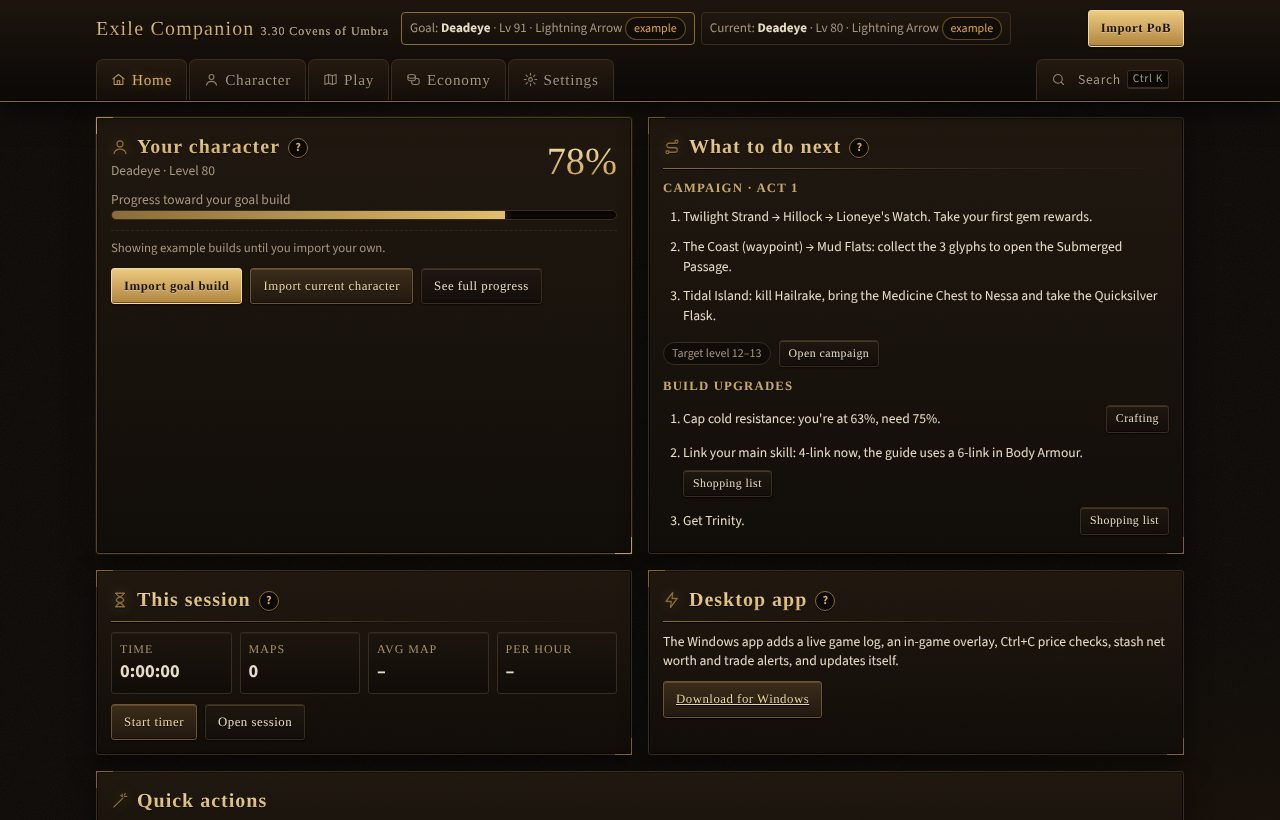 Exile Companion 3.30 Covens of Umbra
Goal: Deadeye · Lv 91 · Lightning Arrow example
Current: Deadeye · Lv 80 · Lightning Arrow example
Import PoB
Home
Character
Play
Economy
Settings
Search Ctrl K
Your character ?
Deadeye · Level 80
78%
Progress toward your goal build
Showing example builds until you import your own.
Import goal build
Import current character
See full progress
What to do next ?
CAMPAIGN · ACT 1
1. Twilight Strand → Hillock → Lioneye's Watch. Take your first gem rewards.
2. The Coast (waypoint) → Mud Flats: collect the 3 glyphs to open the Submerged
Passage.
3. Tidal Island: kill Hailrake, bring the Medicine Chest to Nessa and take the Quicksilver
Flask.
Target level 12–13
Open campaign
BUILD UPGRADES
1. Cap cold resistance: you're at 63%, need 75%.
Crafting
2. Link your main skill: 4-link now, the guide uses a 6-link in Body Armour.
Shopping list
3. Get Trinity.
Shopping list
This session ?
TIME
0:00:00
MAPS
0
AVG MAP
–
PER HOUR
–
Start timer
Open session
Desktop app ?
The Windows app adds a live game log, an in-game overlay, Ctrl+C price checks, stash net
worth and trade alerts, and updates itself.
Download for Windows
Quick actions